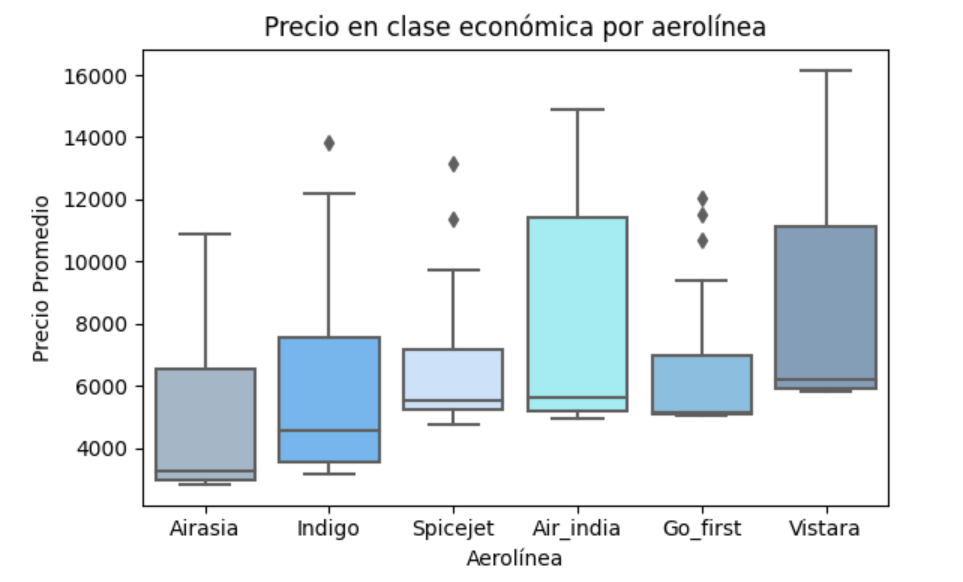 Precio en clase económica por aerolínea
Precio Promedio
16000
14000
12000
10000
8000
6000
4000
Airasia Indigo Spicejet Air_india Go_first Vistara
Aerolínea